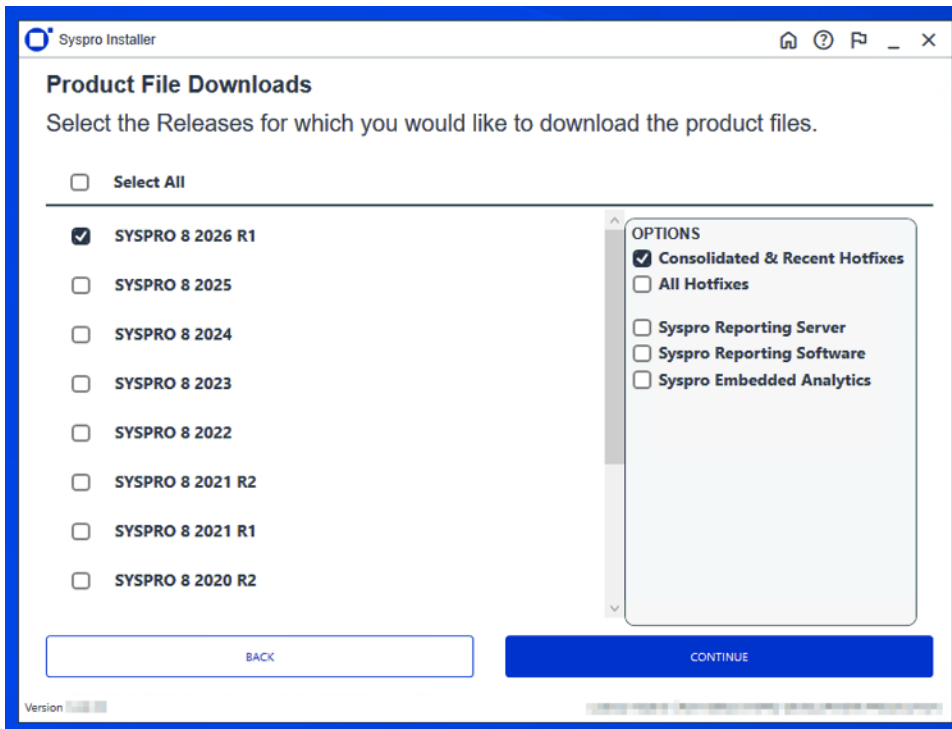 Syspro Installer
Product File Downloads
Select the Releases for which you would like to download the product files.
Select All
SYSPRO 8 2026 R1
SYSPRO 8 2025
SYSPRO 8 2024
SYSPRO 8 2023
SYSPRO 8 2022
SYSPRO 8 2021 R2
SYSPRO 8 2021 R1
SYSPRO 8 2020 R2
OPTIONS
Consolidated & Recent Hotfixes
All Hotfixes
Syspro Reporting Server
Syspro Reporting Software
Syspro Embedded Analytics
BACK
CONTINUE
Version